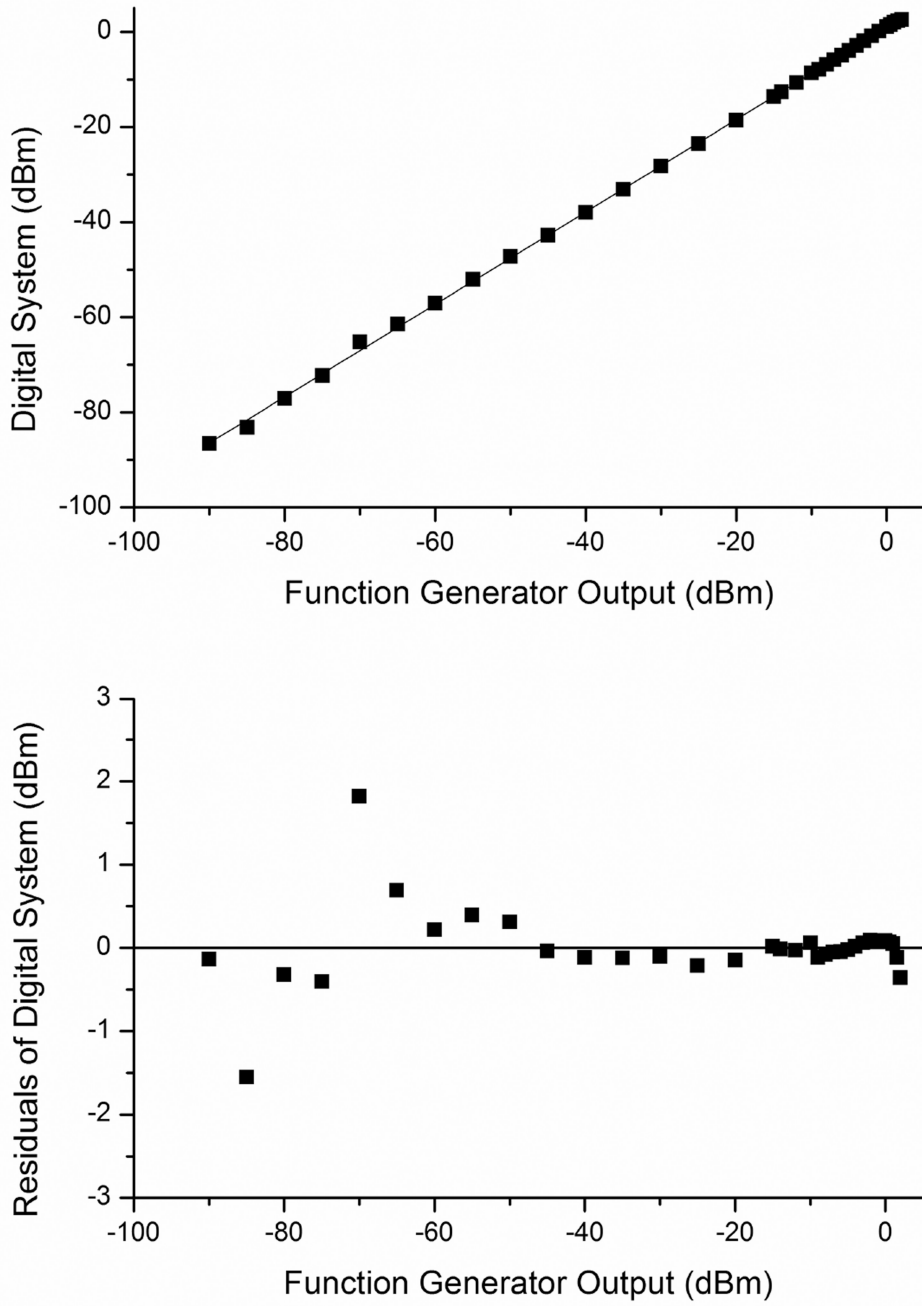 0
-20
-40
-60
-80
-100
Digital System (dBm)
-100 -80 -60 -40 -20 0
Function Generator Output (dBm)
3
2
1
0
-1
-2
-3
Residuals of Digital System (dBm)
-100 -80 -60 -40 -20 0
Function Generator Output (dBm)